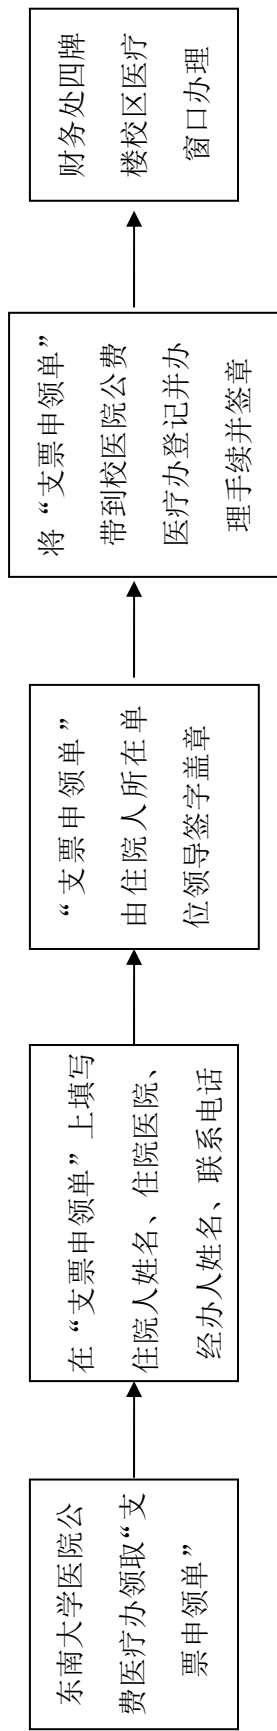 东南大学医院公
费医疗办领取“支
票申领单”
在“支票申领单”上填写
住院人姓名、住院医院、
经办人姓名、联系电话
“支票申领单”
由住院人所在单
位领导签字盖章
将“支票申领单”
带到校医院公费
医疗办登记并办
理手续并签章
财务处四牌
楼校区医疗
窗口办理